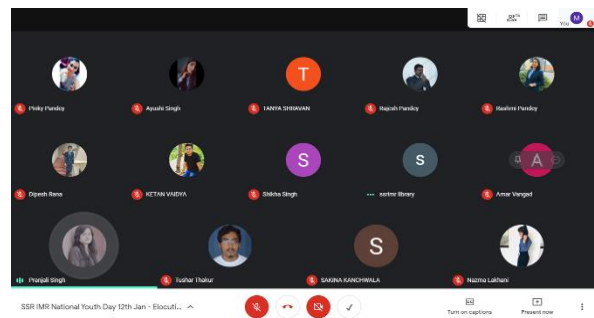 You
M
T
Pinky Pandey
Ayushi Singh
TANYA SHRAVAN
Rajesh Pandey
Raahmi Pandey
S
S
A
Dipesh Rana
KETAN VAIDYA
Shikha Singh
ssrimr library
Amar Vangad
S
Pranjali Singh
Tushar Thakur
SAKINA KANCHWALA
Nazma Lakhani
SSR IMR National Youth Day 12th Jan - Elocuti...
Turn on captions
Present now